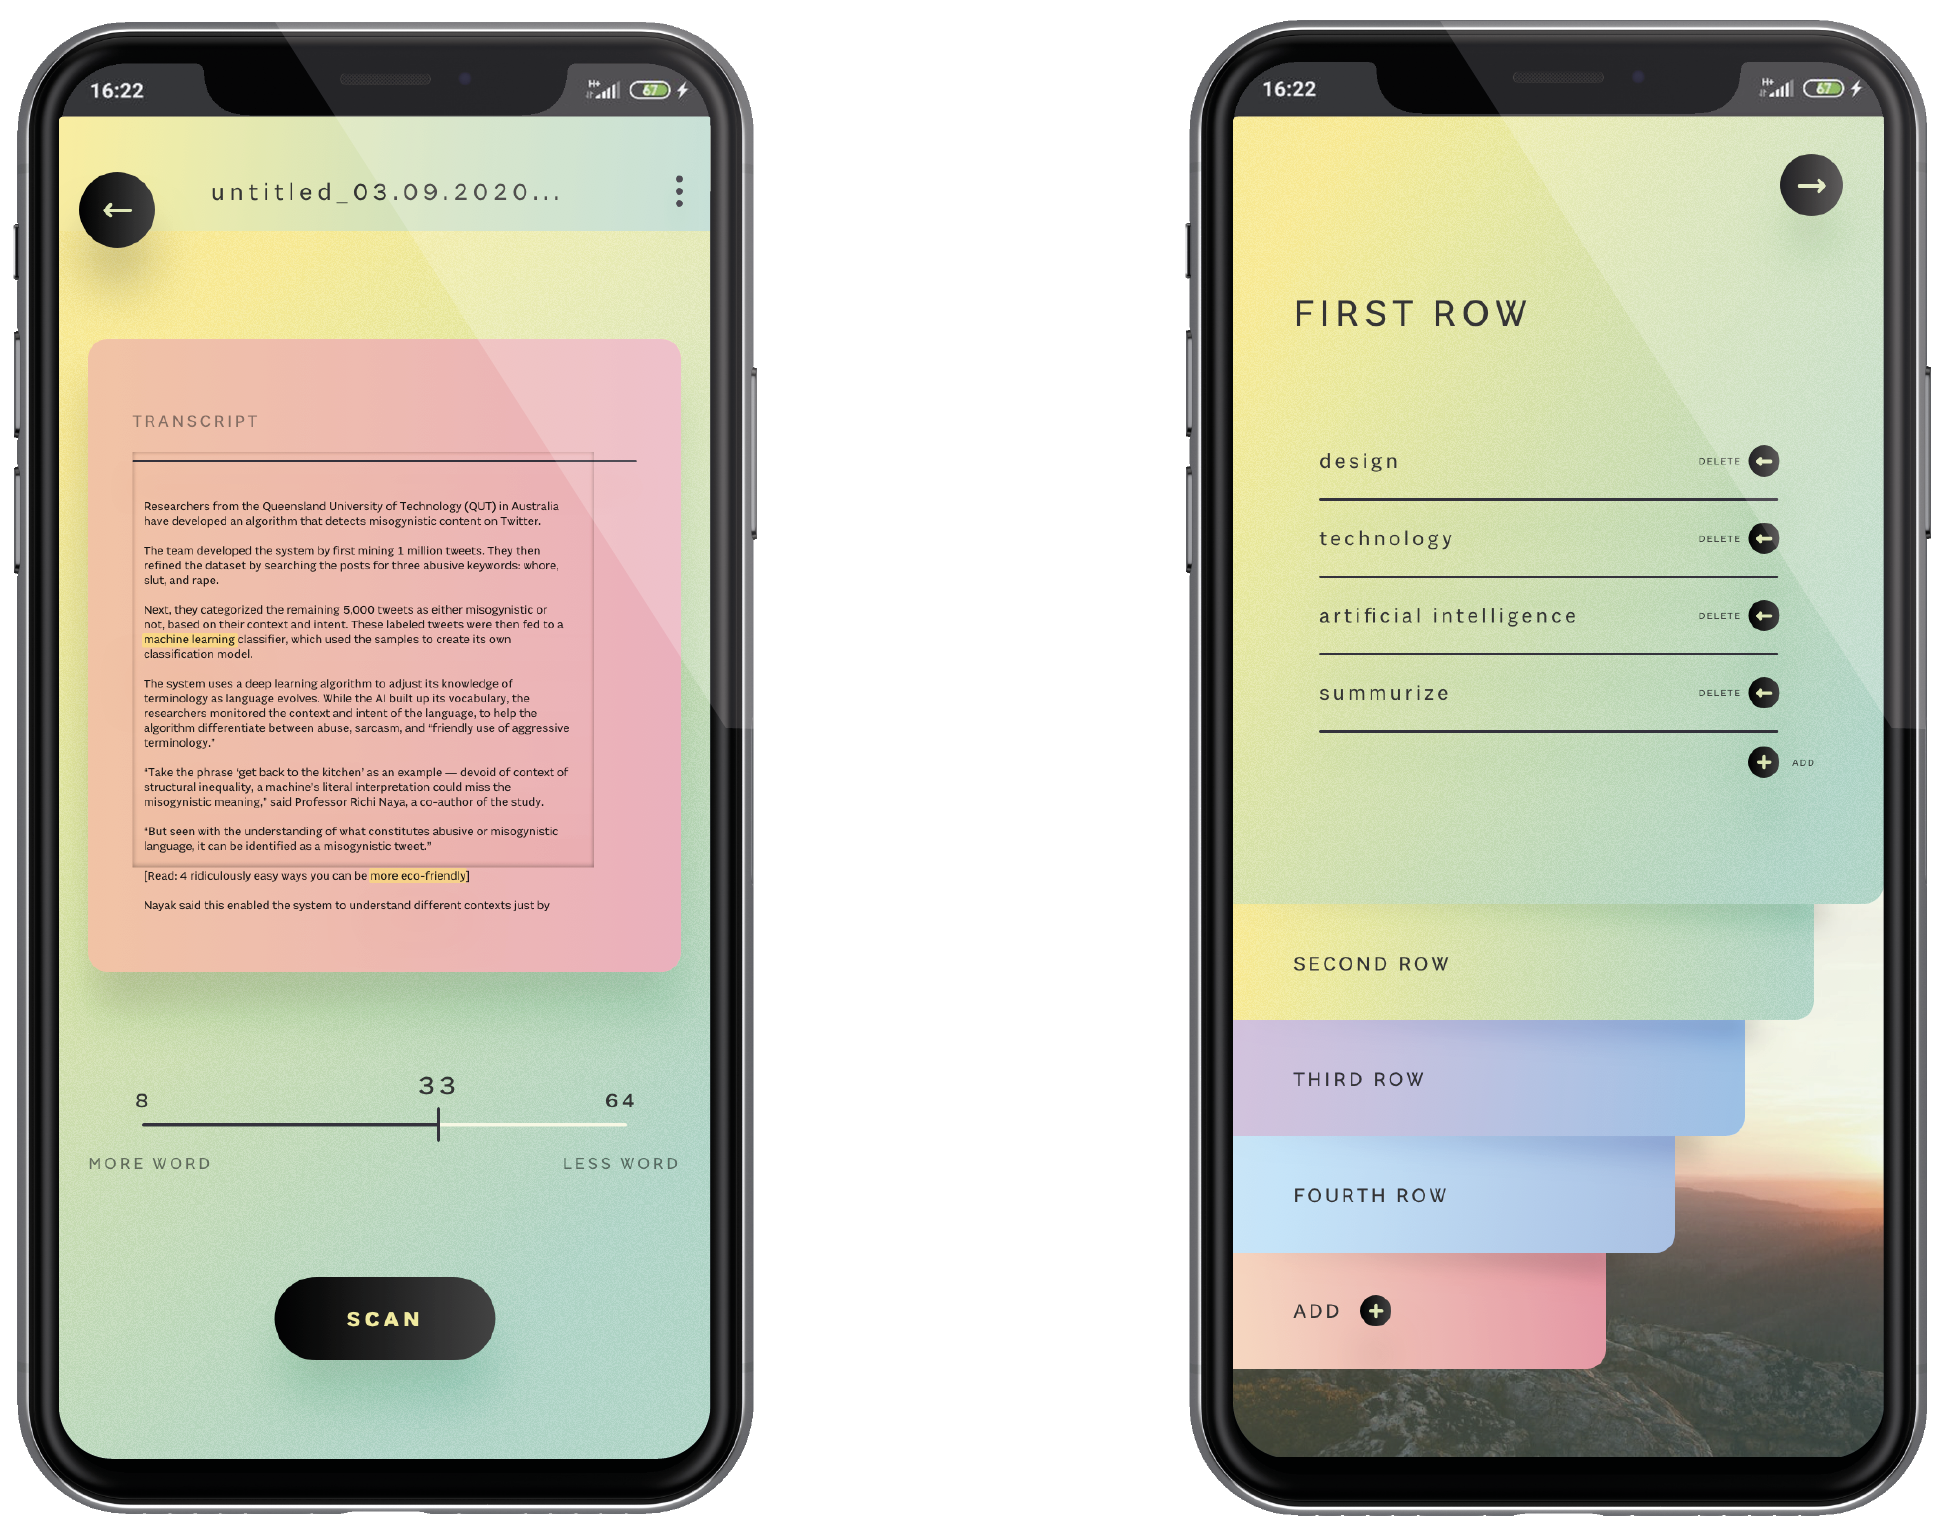 16:22
H+
67
untitled_03.09.2020...
TRANSCRIPT
Researchers from the Queensland University of Technology (QUT) in Australia
have developed an algorithm that detects misogynistic content on Twitter.
The team developed the system by first mining 1 million tweets. They then
refined the dataset by searching the posts for three abusive keywords: whore,
slut, and rape.
Next, they categorized the remaining 5,000 tweets as either misogynistic or
not, based on their context and intent. These labeled tweets were then fed to a
machine learning classifier, which used the samples to create its own
classification model.
The system uses a deep learning algorithm to adjust its knowledge of
terminology as language evolves. While the AI built up its vocabulary, the
researchers monitored the context and intent of the language, to help the
algorithm differentiate between abuse, sarcasm, and “friendly use of aggressive
terminology.”
“Take the phrase ‘get back to the kitchen’ as an example — devoid of context of
structural inequality, a machine’s literal interpretation could miss the
misogynistic meaning,” said Professor Richi Naya, a co-author of the study.
“But seen with the understanding of what constitutes abusive or misogynistic
language, it can be identified as a misogynistic tweet.”
[Read: 4 ridiculously easy ways you can be more eco-friendly]
Nayak said this enabled the system to understand different contexts just by
8
33
64
MORE WORD
LESS WORD
SCAN
16:22
H+
67
FIRST ROW
design
DELETE
technology
DELETE
artificial intelligence
DELETE
summurize
DELETE
ADD
SECOND ROW
THIRD ROW
FOURTH ROW
ADD